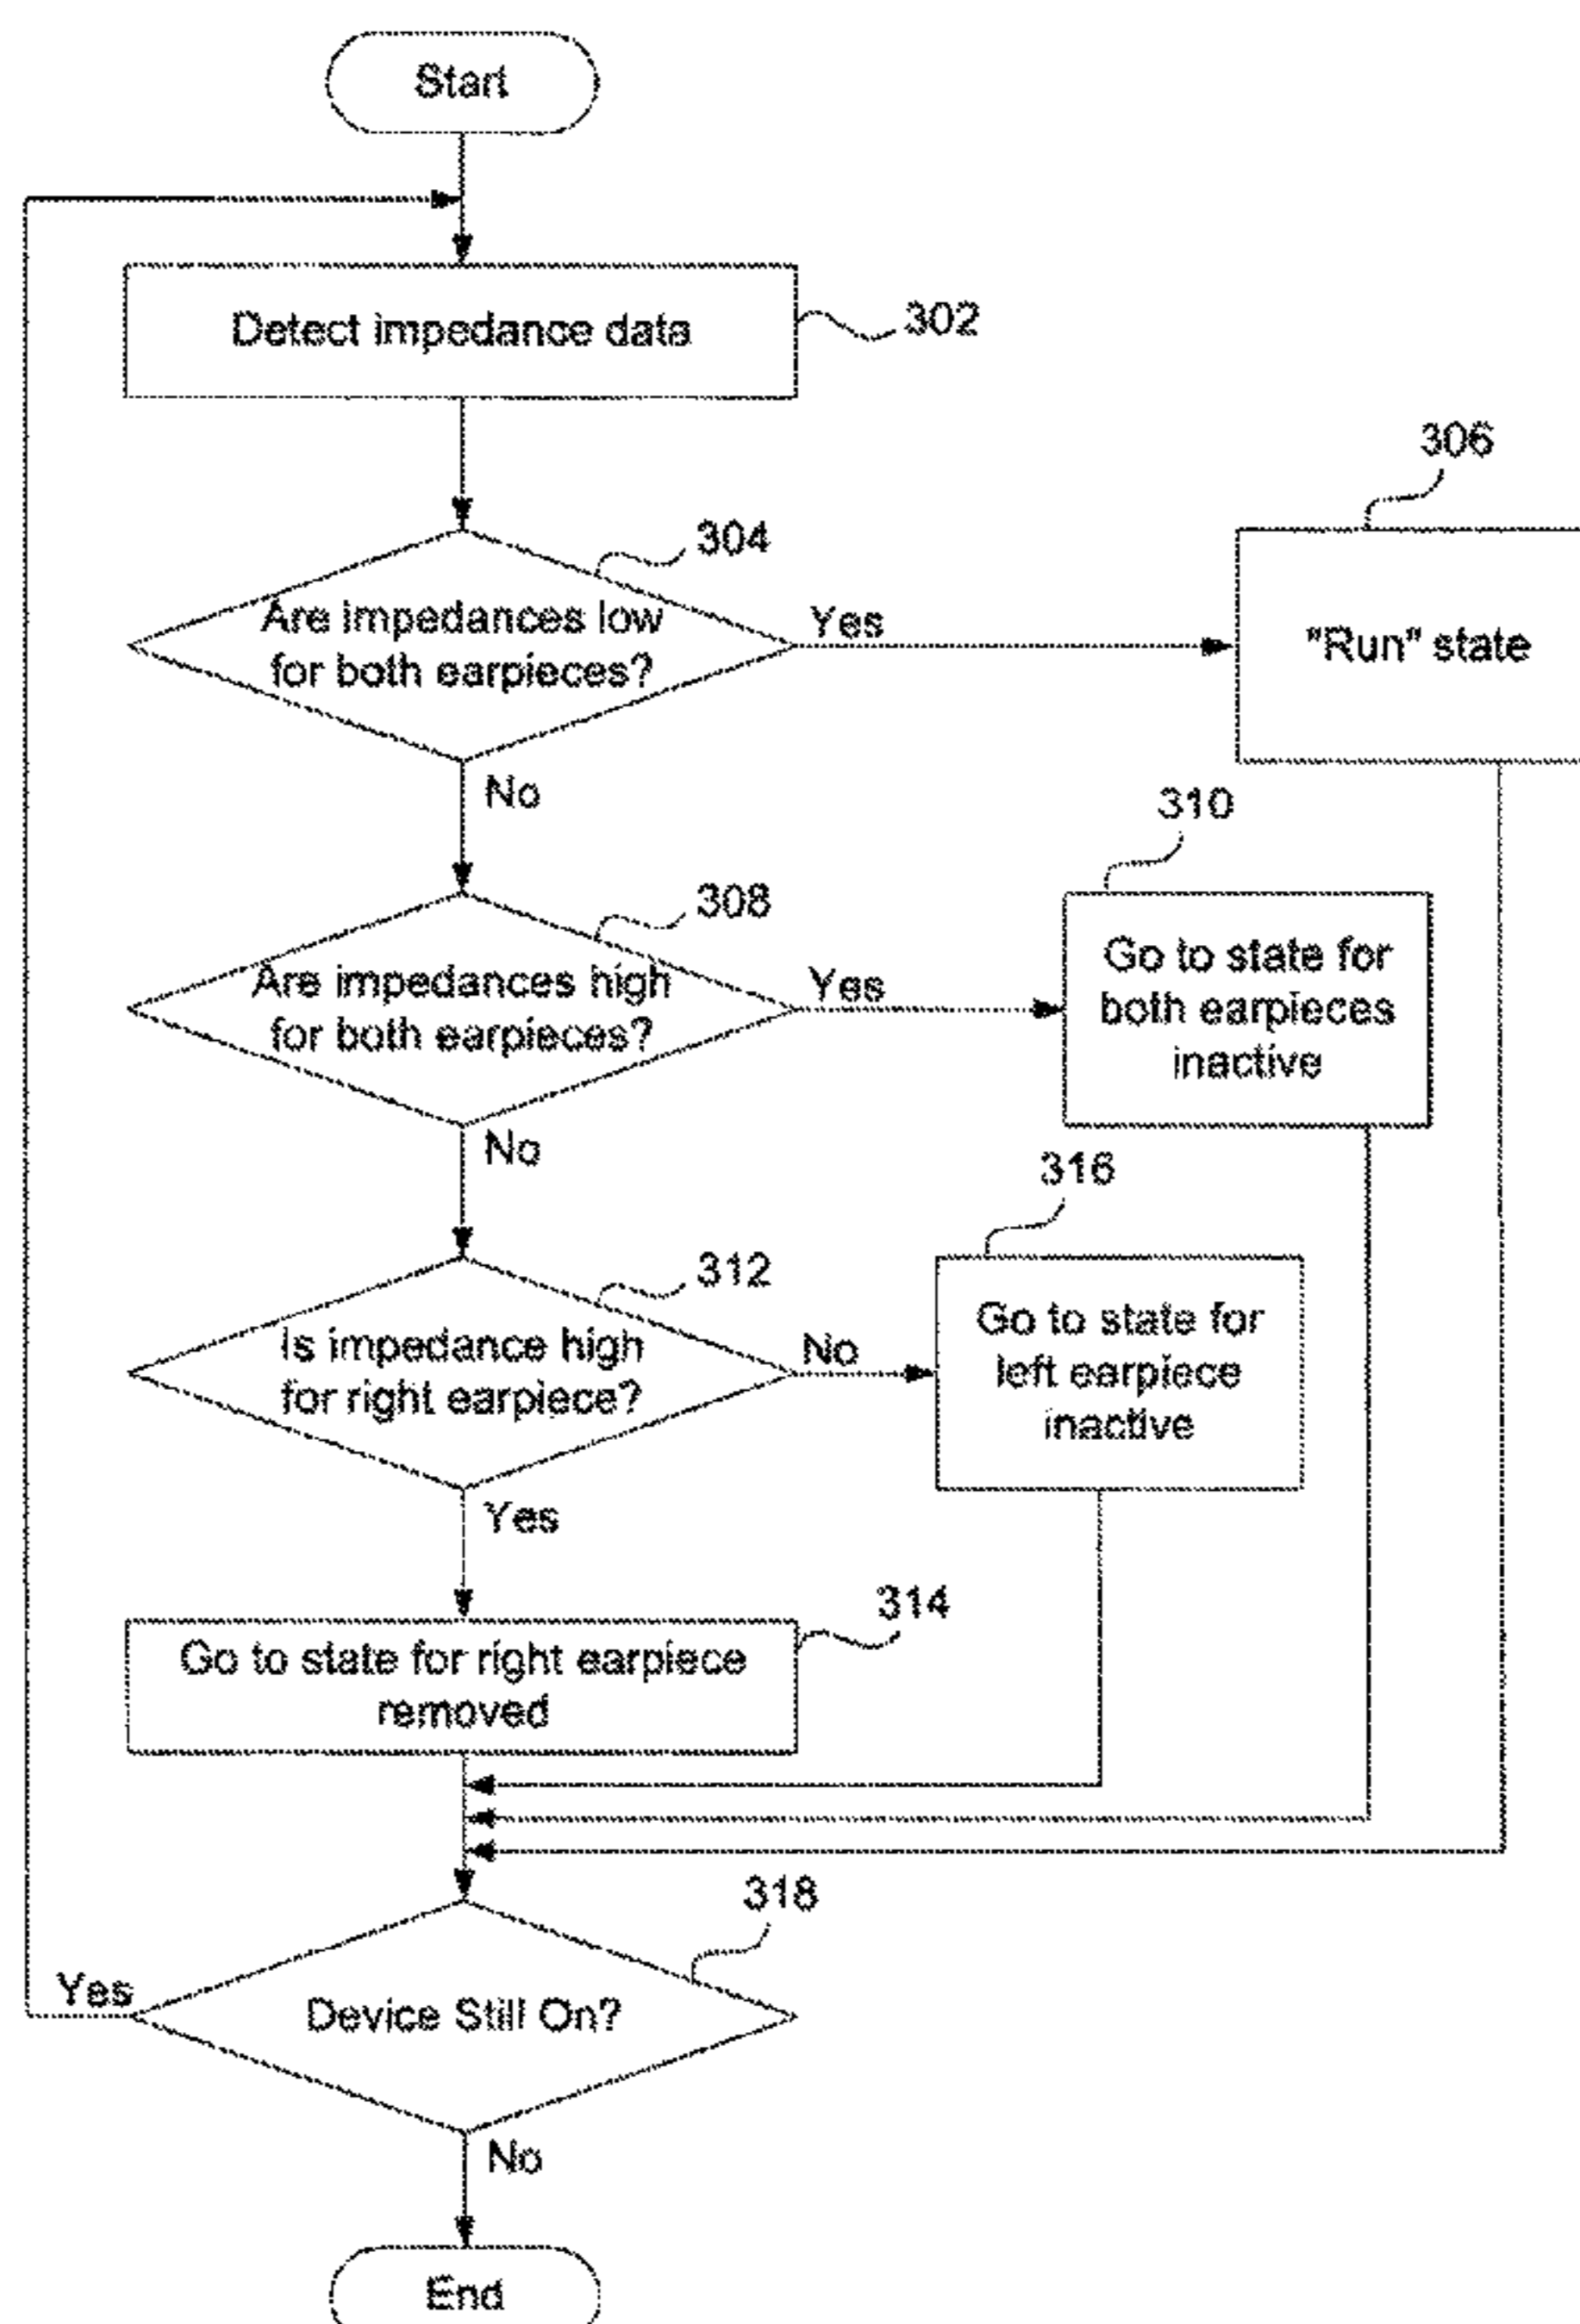 Start
Detect impedance data
302
306
304
Are impedances low
for both earpieces?
Yes
"Run" state
No
310
308
Are impedances high
for both earpieces?
Yes
Go to state for
both earpieces
inactive
No
316
312
Is impedance high
for right earpiece?
No
Go to state for
left earpiece
inactive
Yes
314
Go to state for right earpiece
removed
318
Yes
Device Still On?
No
End